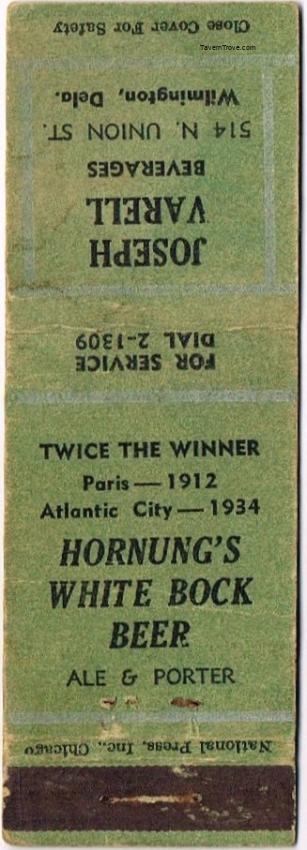 Close Cover For Safety
TavernTrove.com
JOSEPH
VARELL
BEVERAGES
514 N. UNION ST.
Wilmington, Dela.
FOR SERVICE
DIAL 2-1309
TWICE THE WINNER
Paris — 1912
Atlantic City — 1934
HORNUNG'S
WHITE BOCK
BEER
ALE & PORTER
National Press, Inc., Chicago